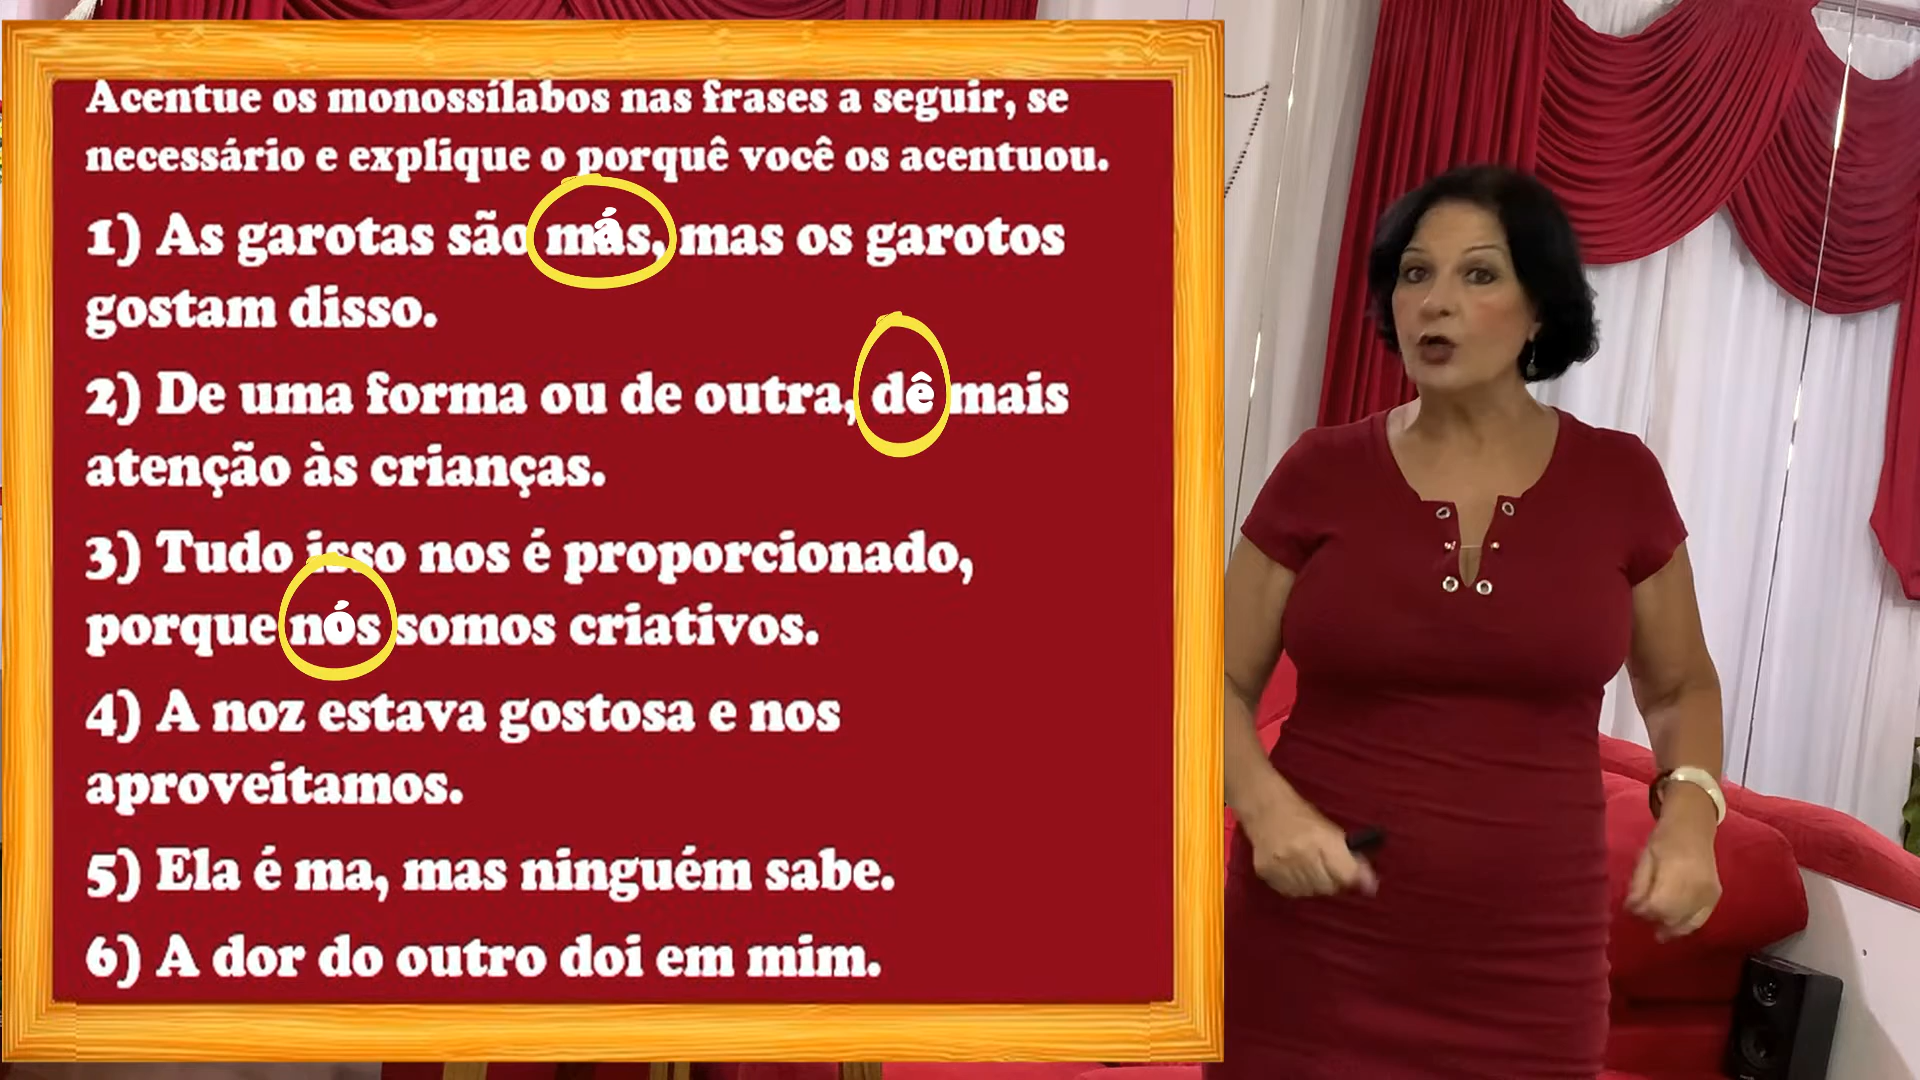 Acentue os monossílabos nas frases a seguir, se
necessário e explique o porquê você os acentuou.
1) As garotas são más, mas os garotos
gostam disso.
2) De uma forma ou de outra, dê mais
atenção às crianças.
3) Tudo isso nos é proporcionado,
porque nós somos criativos.
4) A noz estava gostosa e nos
aproveitamos.
5) Ela é ma, mas ninguém sabe.
6) A dor do outro doi em mim.